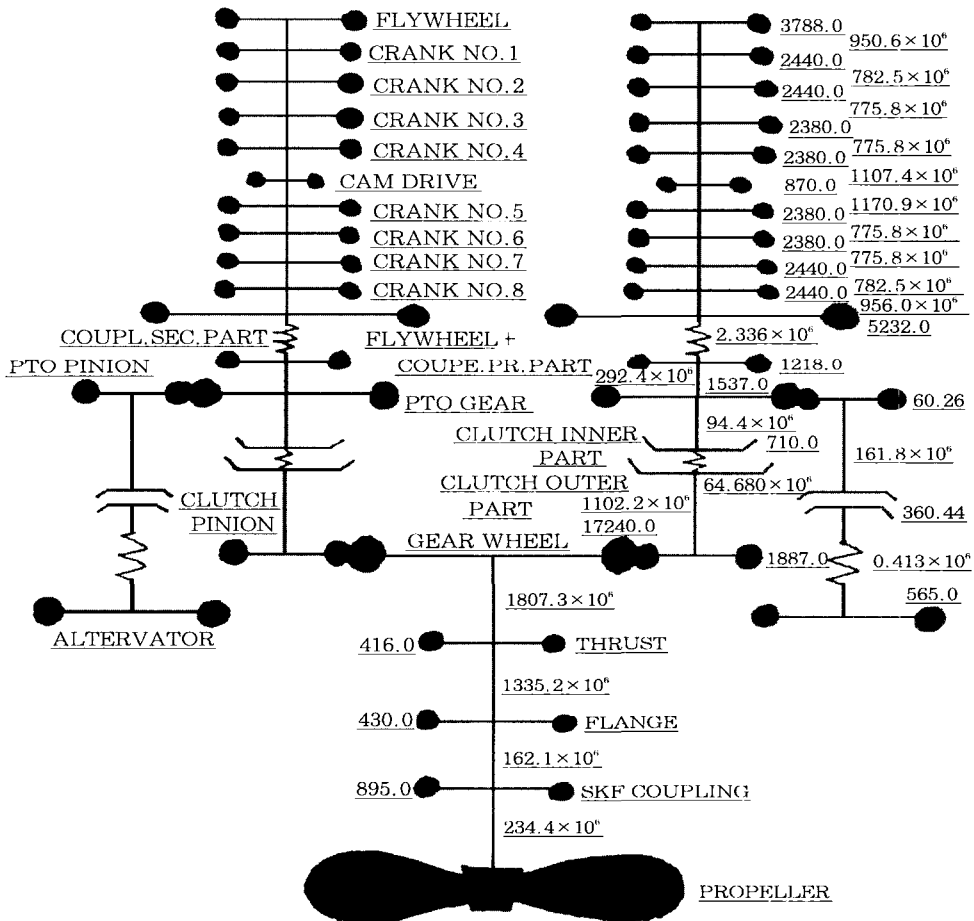 FLYWHEEL
3788.0
950.6×10⁶
CRANK NO.1
2440.0
782.5×10⁶
CRANK NO.2
2440.0
775.8×10⁶
CRANK NO.3
2380.0
775.8×10⁶
CRANK NO.4
2380.0
1107.4×10⁶
CAM DRIVE
870.0
1170.9×10⁶
CRANK NO.5
2380.0
775.8×10⁶
CRANK NO.6
2380.0
775.8×10⁶
CRANK NO.7
2440.0
782.5×10⁶
CRANK NO.8
2440.0
956.0×10⁶
5232.0
COUPL.SEC.PART
FLYWHEEL +
2.336×10⁶
PTO PINION
COUPE.PR.PART
1218.0
292.4×10⁶
1537.0
PTO GEAR
60.26
94.4×10⁶
CLUTCH INNER
PART
710.0
161.8×10⁶
CLUTCH OUTER
PART
64.680×10⁶
CLUTCH
PINION
1102.2×10⁶
17240.0
360.44
GEAR WHEEL
1887.0
0.413×10⁶
565.0
1807.3×10⁶
ALTERVATOR
416.0
THRUST
1335.2×10⁶
430.0
FLANGE
162.1×10⁶
895.0
SKF COUPLING
234.4×10⁶
PROPELLER